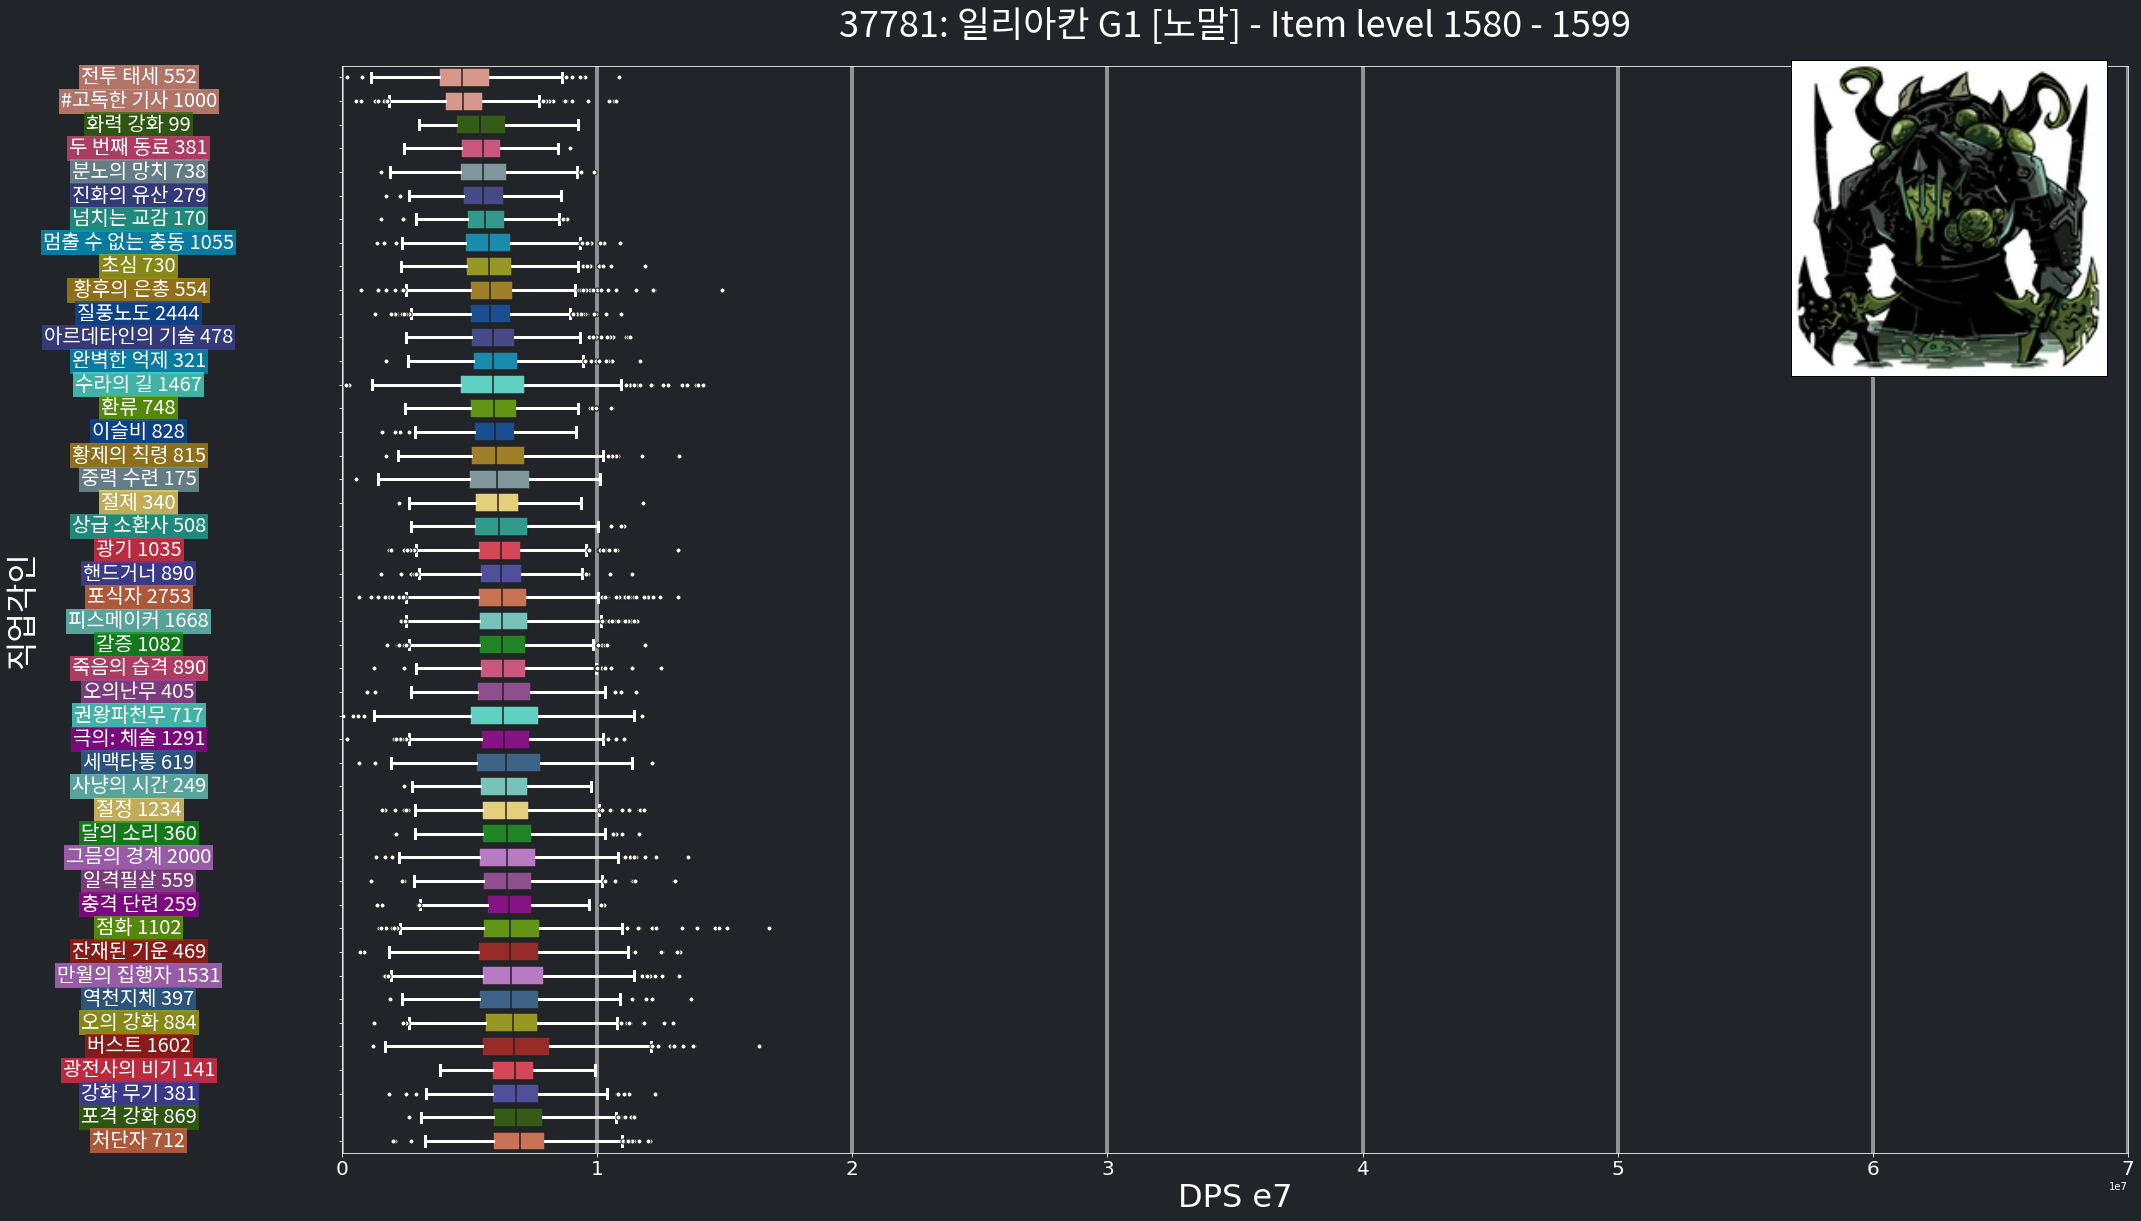 37781: 일리아칸 G1 [노말] - Item level 1580 - 1599
전투 태세 552
#고독한 기사 1000
화력 강화 99
두 번째 동료 381
분노의 망치 738
진화의 유산 279
넘치는 교감 170
멈출 수 없는 충동 1055
초심 730
황후의 은총 554
질풍노도 2444
아르데타인의 기술 478
완벽한 억제 321
수라의 길 1467
환류 748
이슬비 828
황제의 칙령 815
중력 수련 175
절제 340
상급 소환사 508
광기 1035
핸드거너 890
포식자 2753
피스메이커 1668
갈증 1082
죽음의 습격 890
오의난무 405
권왕파천무 717
극의: 체술 1291
세맥타통 619
사냥의 시간 249
절정 1234
달의 소리 360
그믐의 경계 2000
일격필살 559
충격 단련 259
점화 1102
잔재된 기운 469
만월의 집행자 1531
역천지체 397
오의 강화 884
버스트 1602
광전사의 비기 141
강화 무기 381
포격 강화 869
처단자 712
직업각인
0 1 2 3 4 5 6 7
1e7
DPS e7